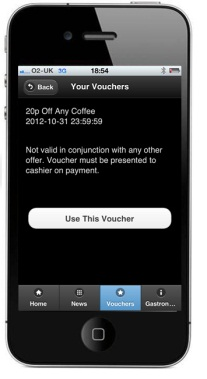 O2-UK 3G 18:54
Back Your Vouchers
20p Off Any Coffee
2012-10-31 23:59:59
Not valid in conjunction with any other
offer. Voucher must be presented to
cashier on payment.
Use This Voucher
Home News Vouchers Gastron...